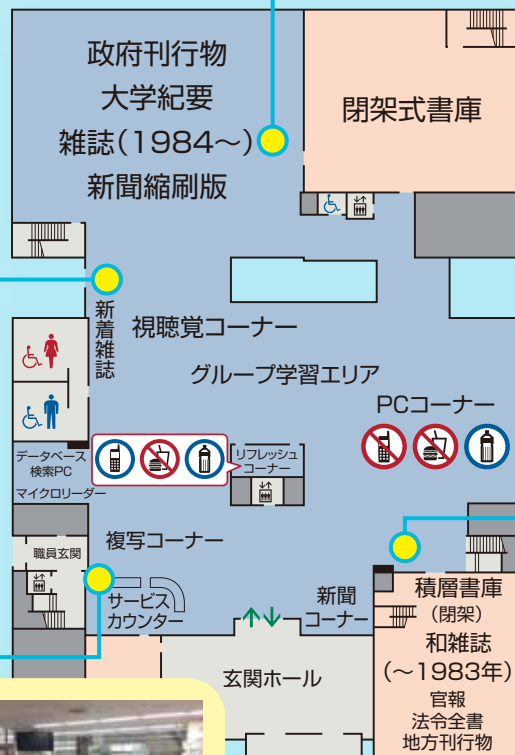 政府刊行物
大学紀要
雑誌(1984～)
新聞縮刷版
閉架式書庫
新着雑誌
視聴覚コーナー
グループ学習エリア
PCコーナー
データベース
検索PC
マイクロリーダー
リフレッシュ
コーナー
職員玄関
複写コーナー
サービス
カウンター
新聞
コーナー
玄関ホール
積層書庫
(閉架)
和雑誌
(～1983年)
官報
法令全書
地方刊行物